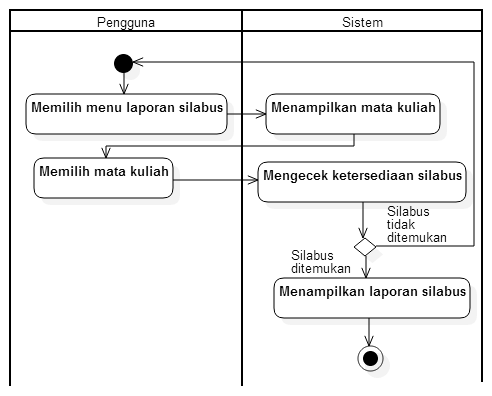 Pengguna
Sistem
Memilih menu laporan silabus
Menampilkan mata kuliah
Memilih mata kuliah
Mengecek ketersediaan silabus
Silabus
tidak
ditemukan
Silabus
ditemukan
Menampilkan laporan silabus